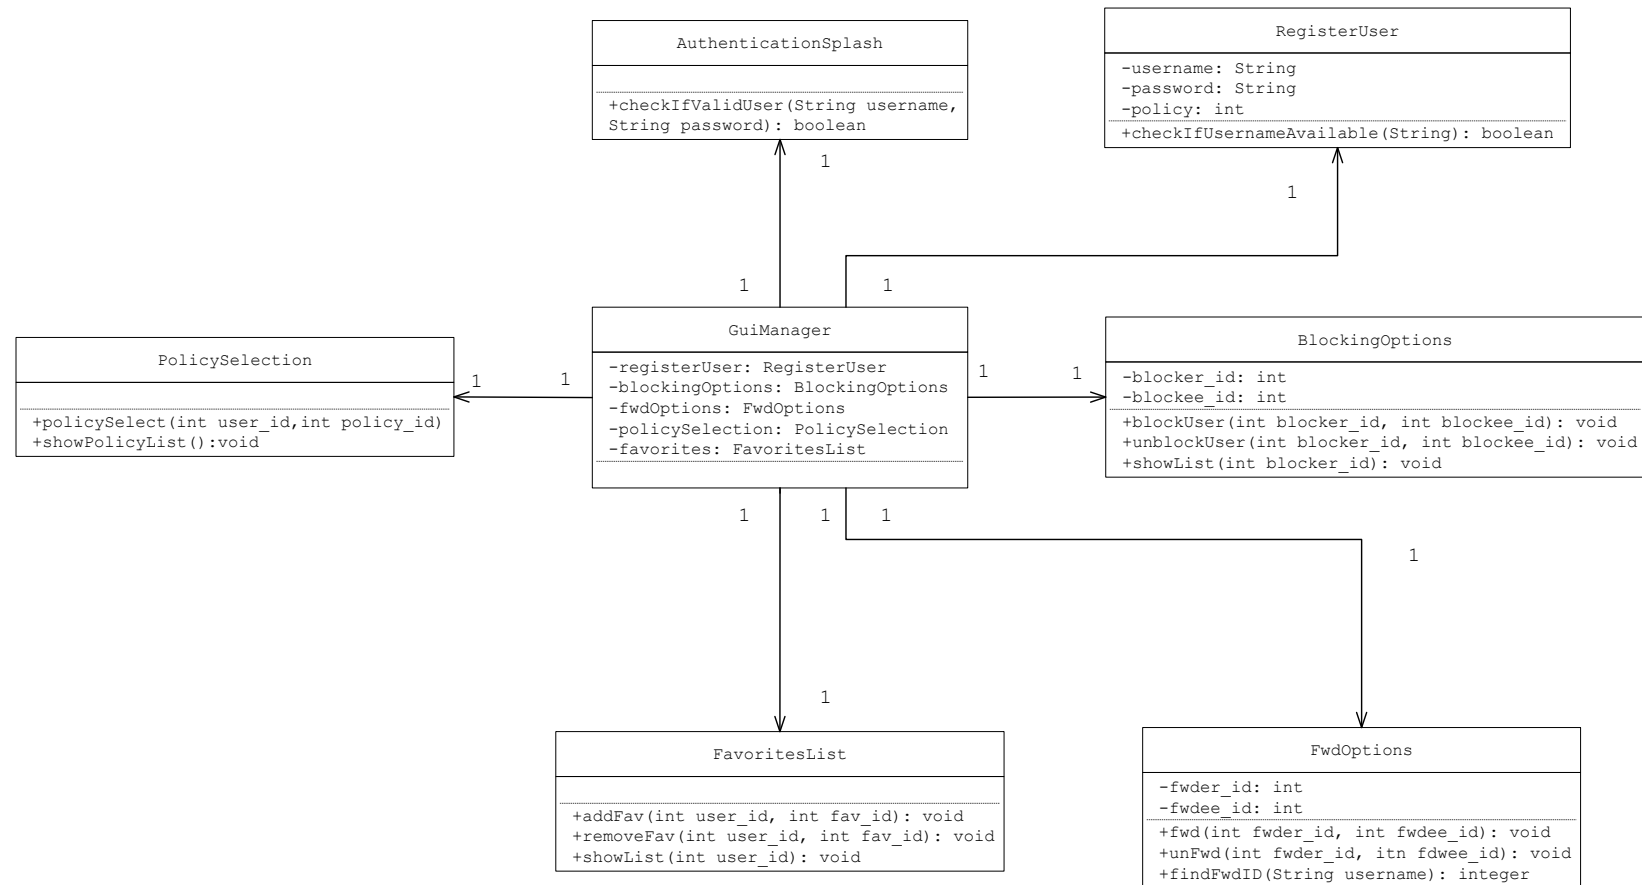 AuthenticationSplash
+checkIfValidUser(String username,
String password): boolean
RegisterUser
-username: String
-password: String
-policy: int
+checkIfUsernameAvailable(String): boolean
1
1
1
1
PolicySelection
+policySelect(int user_id,int policy_id)
+showPolicyList():void
1
1
GuiManager
-registerUser: RegisterUser
-blockingOptions: BlockingOptions
-fwdOptions: FwdOptions
-policySelection: PolicySelection
-favorites: FavoritesList
1
1
BlockingOptions
-blocker_id: int
-blockee_id: int
+blockUser(int blocker_id, int blockee_id): void
+unblockUser(int blocker_id, int blockee_id): void
+showList(int blocker_id): void
1
1
1
1
1
FavoritesList
+addFav(int user_id, int fav_id): void
+removeFav(int user_id, int fav_id): void
+showList(int user_id): void
FwdOptions
-fwder_id: int
-fwdee_id: int
+fwd(int fwder_id, int fwdee_id): void
+unFwd(int fwder_id, itn fdwee_id): void
+findFwdID(String username): integer